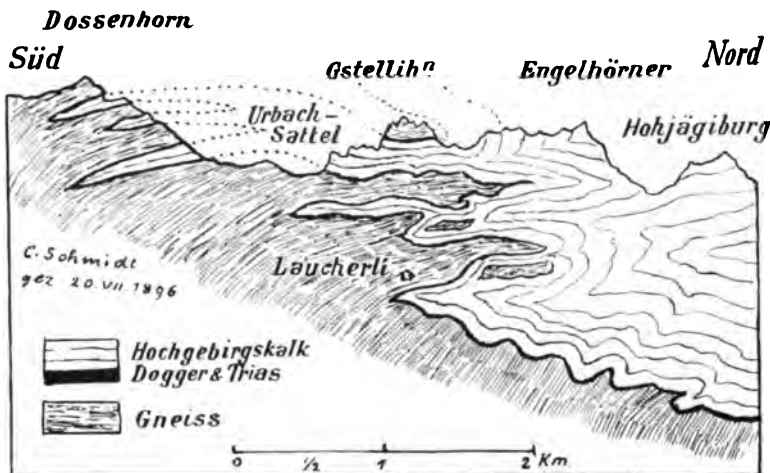 Dossenhorn
Süd
Gstellihⁿ
Engelhörner
Nord
Urbach-
Sattel
Hohjägiburg
Laucherli
C. Schmidt
gez 20.VII 1896
Hochgebirgskalk
Dogger & Trias
Gneiss
0 ½ 1 2 Km.